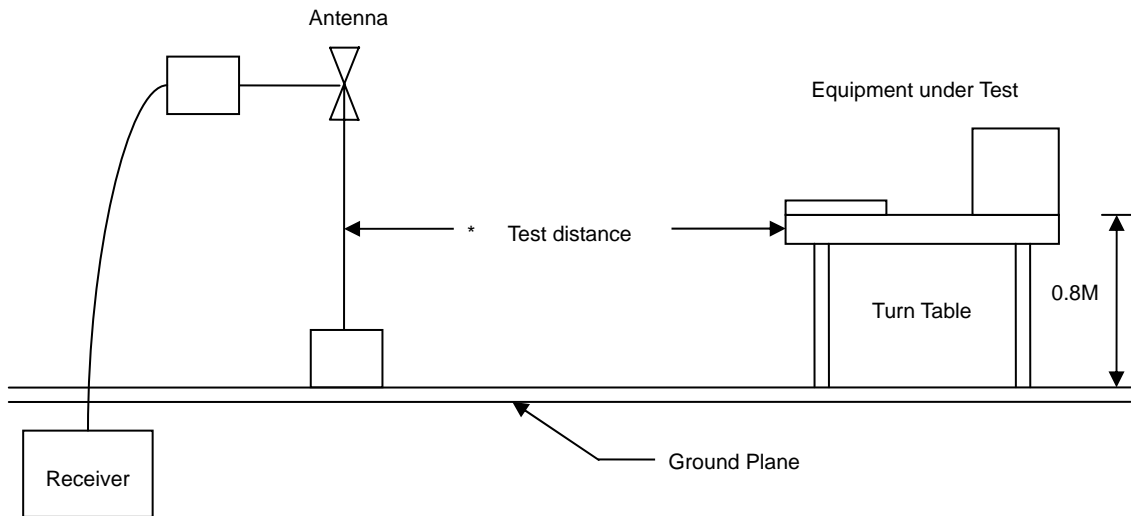 Antenna
Equipment under Test
* Test distance
0.8M
Turn Table
Ground Plane
Receiver